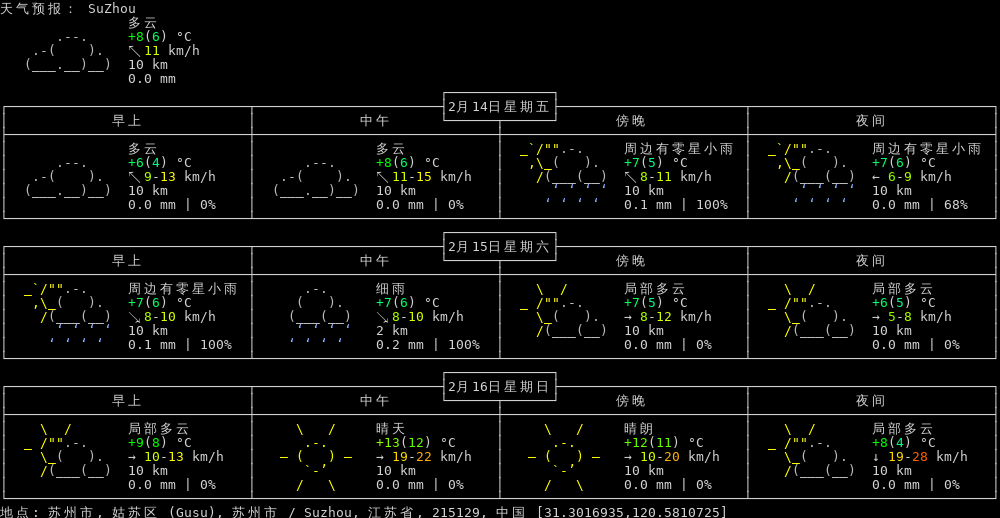 天气预报： SuZhou
多云
+8(6) °C
↖ 11 km/h
10 km
0.0 mm
2月14日星期五
早上 中午 傍晚 夜间
多云 多云 周边有零星小雨 周边有零星小雨
+6(4) °C +8(6) °C +7(5) °C +7(6) °C
↖ 9-13 km/h ↖ 11-15 km/h ↖ 8-11 km/h ← 6-9 km/h
10 km 10 km 10 km 10 km
0.0 mm | 0% 0.0 mm | 0% 0.1 mm | 100% 0.0 mm | 68%
2月15日星期六
早上 中午 傍晚 夜间
周边有零星小雨 细雨 局部多云 局部多云
+7(6) °C +7(6) °C +7(5) °C +6(5) °C
↘ 8-10 km/h ↘ 8-10 km/h → 8-12 km/h → 5-8 km/h
10 km 2 km 10 km 10 km
0.1 mm | 100% 0.2 mm | 100% 0.0 mm | 0% 0.0 mm | 0%
2月16日星期日
早上 中午 傍晚 夜间
局部多云 晴天 晴朗 局部多云
+9(8) °C +13(12) °C +12(11) °C +8(4) °C
→ 10-13 km/h → 19-22 km/h → 10-20 km/h ↓ 19-28 km/h
10 km 10 km 10 km 10 km
0.0 mm | 0% 0.0 mm | 0% 0.0 mm | 0% 0.0 mm | 0%
地点: 苏州市, 姑苏区 (Gusu), 苏州市 / Suzhou, 江苏省, 215129, 中国 [31.3016935,120.5810725]